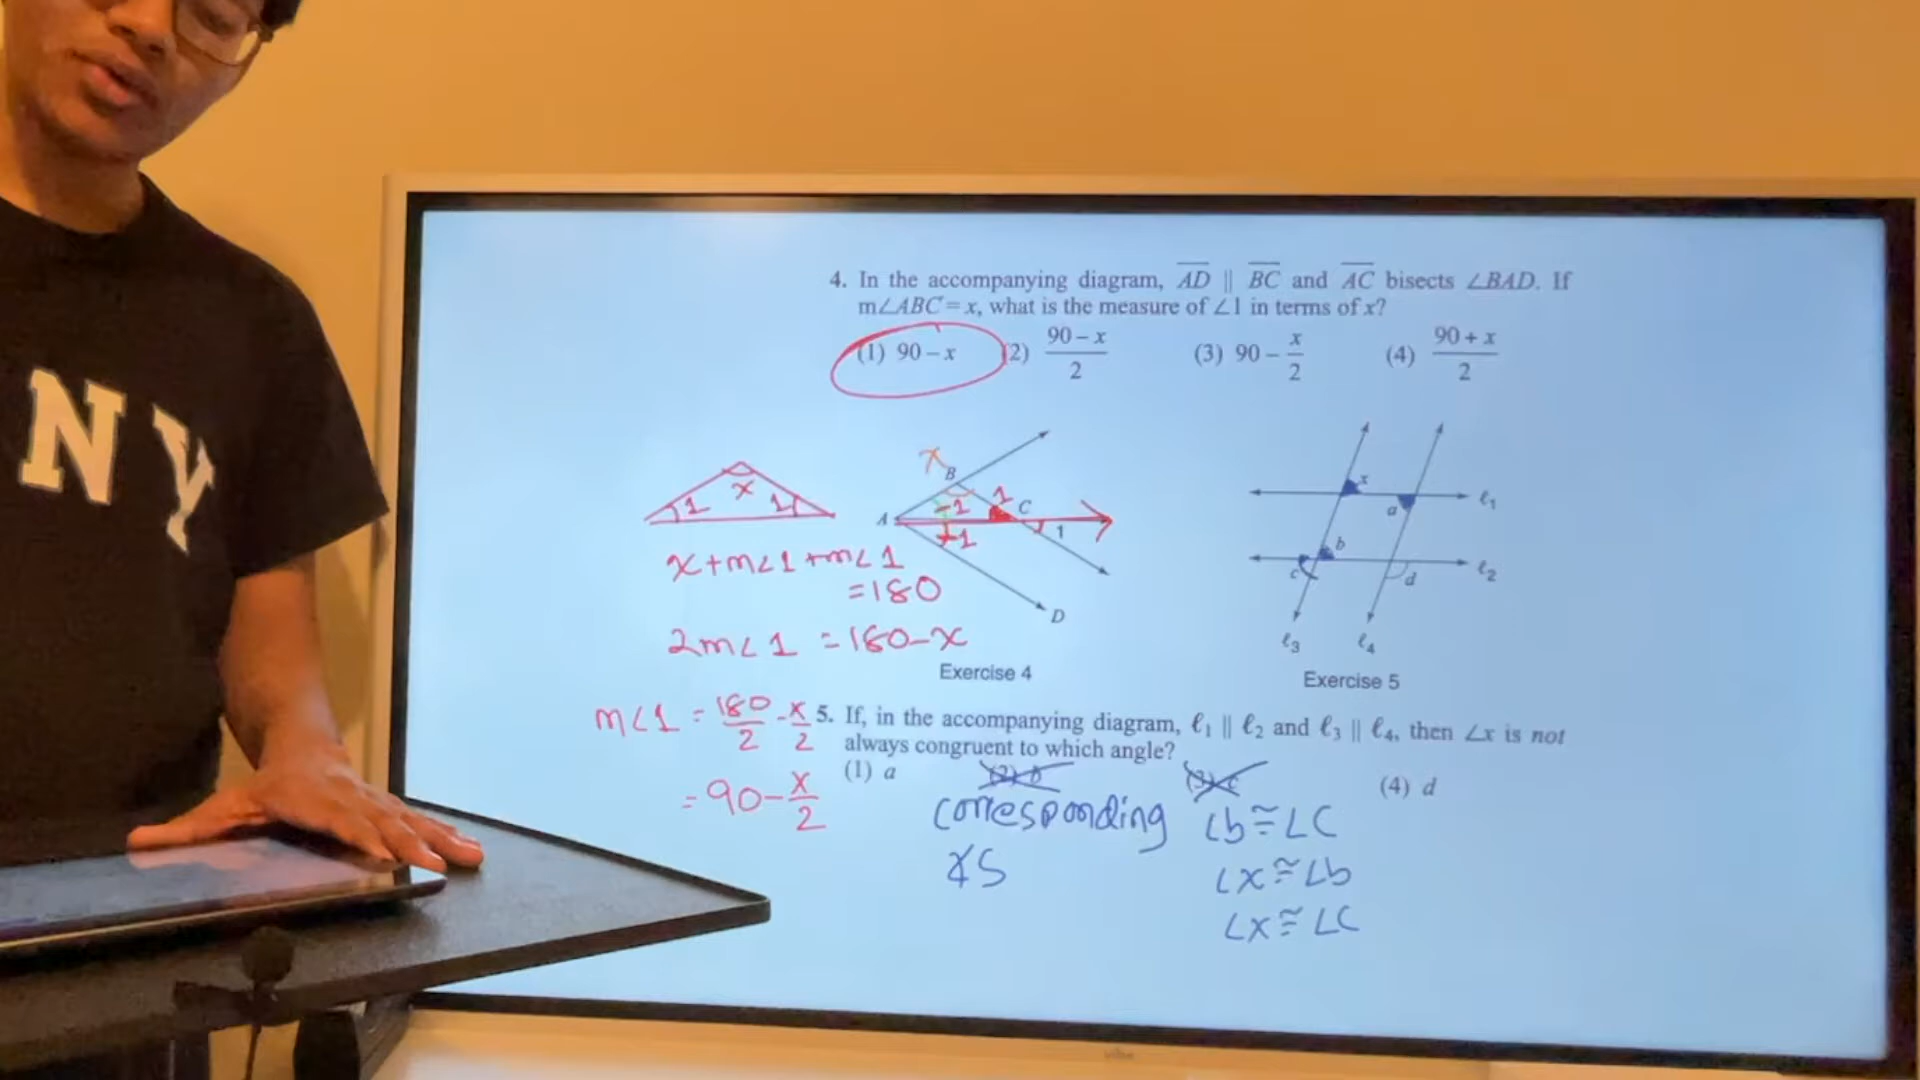 NY
4. In the accompanying diagram, AD || BC and AC bisects ∠BAD. If
m∠ABC = x, what is the measure of ∠1 in terms of x?
(1) 90 – x (2) 90 – x / 2 (3) 90 – x/2 (4) 90 + x / 2
x
B
1
C
A
1
1
1
D
x
1
1
x+m∠1+m∠1
=180
2m∠1 = 180-x
Exercise 4
m∠1 = 180/2 - x/2
= 90-x/2
x
a
ℓ1
b
c
d
ℓ2
ℓ3
ℓ4
Exercise 5
5. If, in the accompanying diagram, ℓ1 || ℓ2 and ℓ3 || ℓ4, then ∠x is not
always congruent to which angle?
(1) a (2) b (3) c (4) d
corresponding
∡s
∠b≅∠C
∠x≅∠b
∠x≅∠C